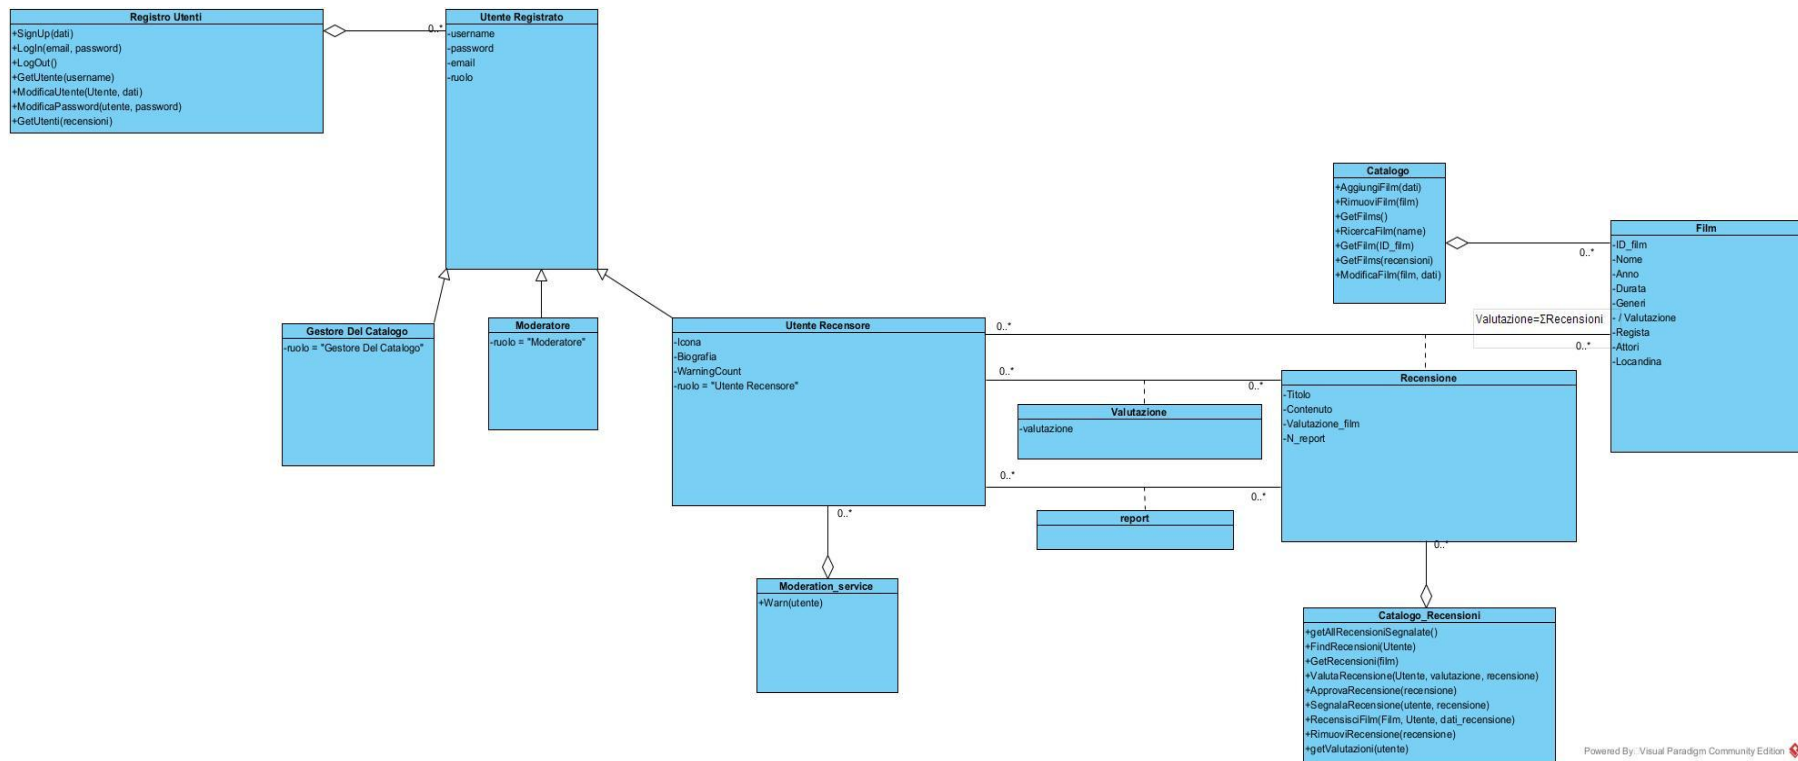 Registro Utenti
+SignUp(dati)
+LogIn(email, password)
+LogOut()
+GetUtente(username)
+ModificaUtente(Utente, dati)
+ModificaPassword(utente, password)
+GetUtenti(recensioni)
0..*
Utente Registrato
-username
-password
-email
-ruolo
Catalogo
+AggiungiFilm(dati)
+RimuoviFilm(film)
+GetFilms()
+RicercaFilm(name)
+GetFilm(ID_film)
+GetFilms(recensioni)
+ModificaFilm(film, dati)
0..*
Film
-ID_film
-Nome
-Anno
-Durata
-Generi
- / Valutazione
-Regista
-Attori
-Locandina
Valutazione=ΣRecensioni
0..*
Gestore Del Catalogo
-ruolo = "Gestore Del Catalogo"
Moderatore
-ruolo = "Moderatore"
Utente Recensore
-Icona
-Biografia
-WarningCount
-ruolo = "Utente Recensore"
0..*
0..*
0..*
Valutazione
-valutazione
0..*
0..*
report
Recensione
-Titolo
-Contenuto
-Valutazione_film
-N_report
0..*
0..*
Moderation_service
+Warn(utente)
Catalogo_Recensioni
+getAllRecensioniSegnalate()
+FindRecensioni(Utente)
+GetRecensioni(film)
+ValutaRecensione(Utente, valutazione, recensione)
+ApprovaRecensione(recensione)
+SegnalaRecensione(utente, recensione)
+RecensisciFilm(Film, Utente, dati_recensione)
+RimuoviRecensione(recensione)
+getValutazioni(utente)
Powered By: Visual Paradigm Community Edition